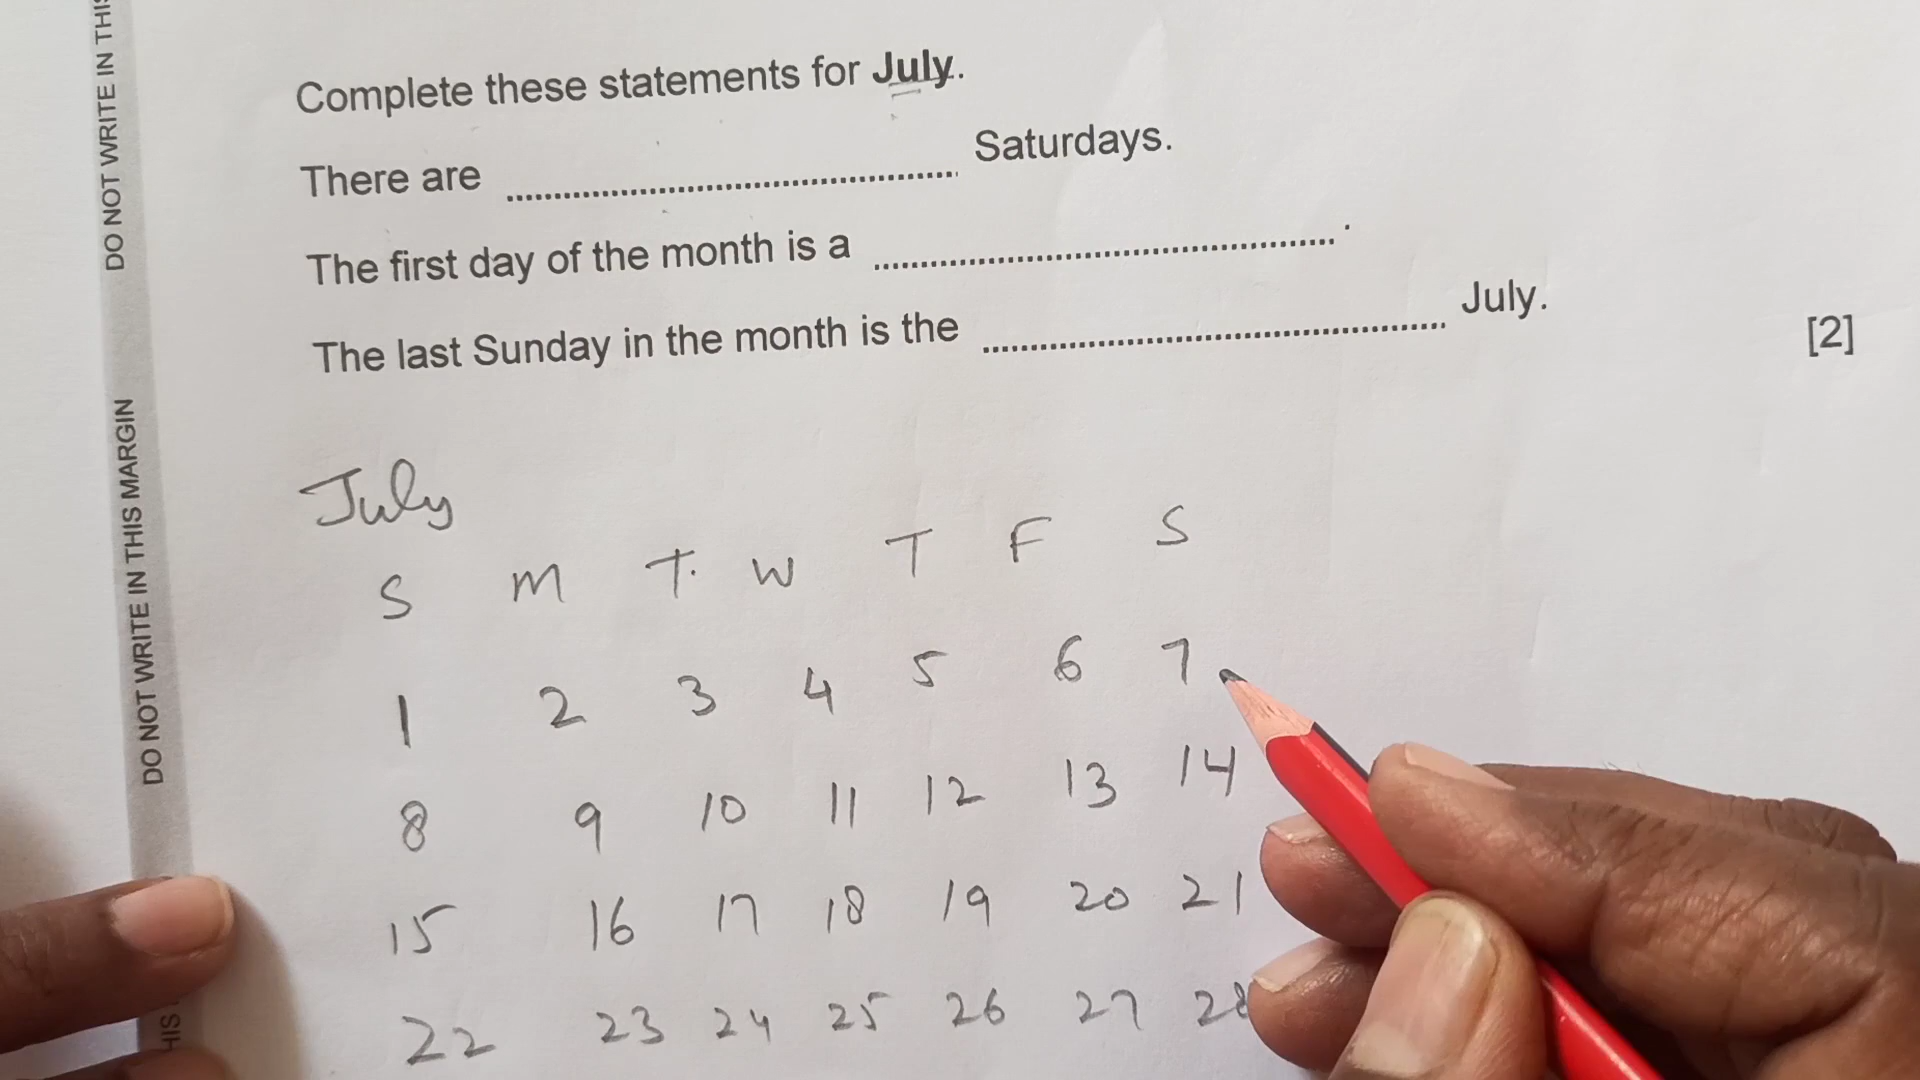 Complete these statements for July.
There are ........................................ Saturdays.
The first day of the month is a ........................................ .
The last Sunday in the month is the ........................................ July.
[2]
July
S M T. W T F S
1 2 3 4 5 6 7
8 9 10 11 12 13 14
15 16 17 18 19 20 21
22 23 24 25 26 27 28
DO NOT WRITE IN THIS
DO NOT WRITE IN THIS MARGIN